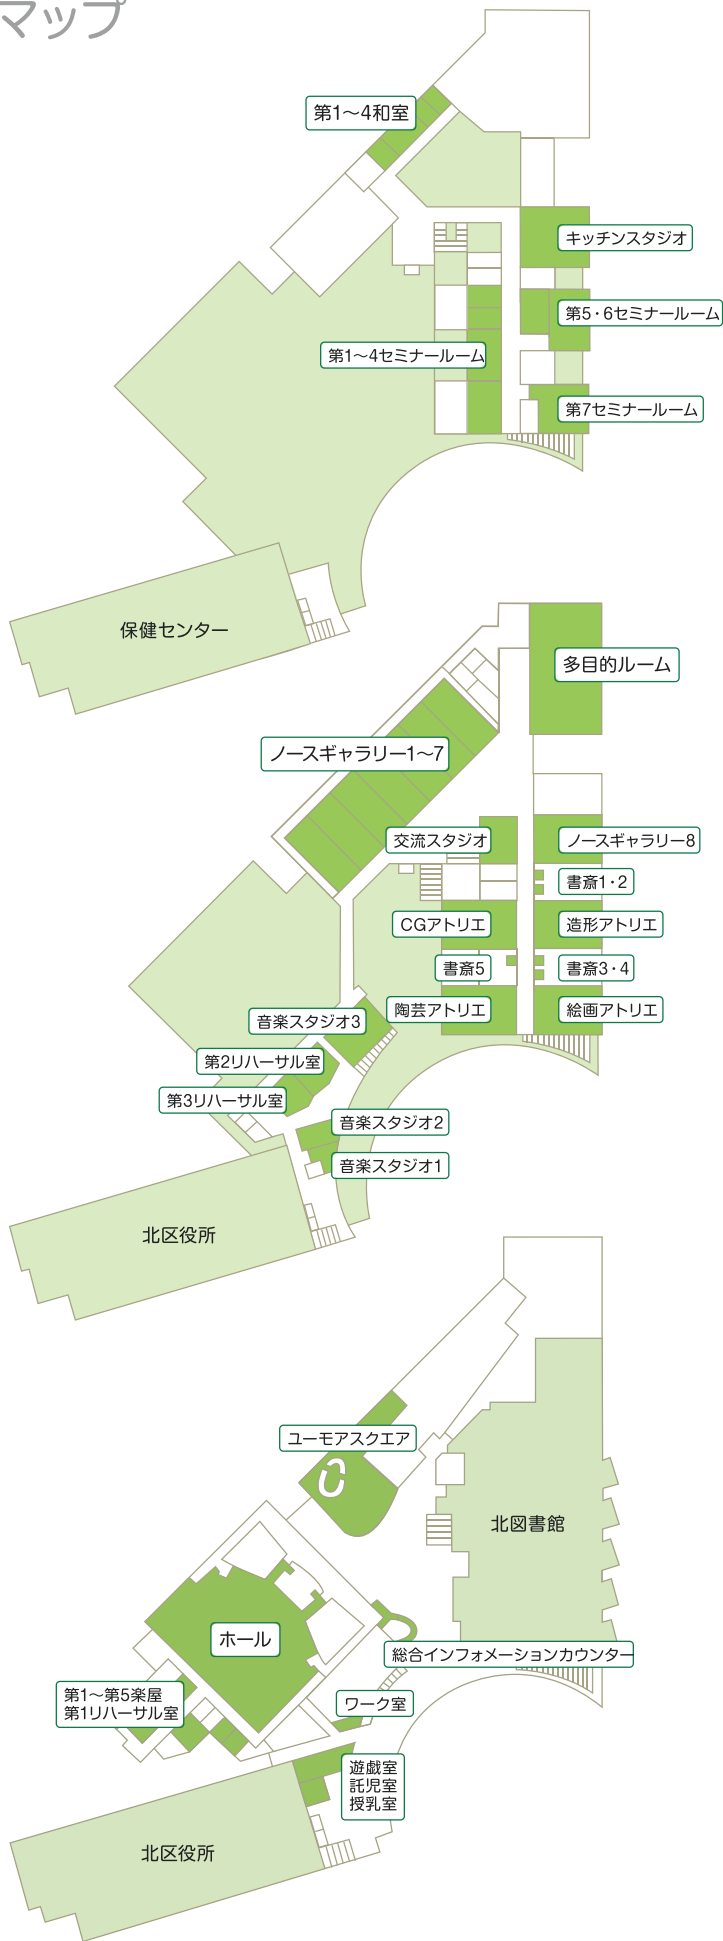 マップ
第1〜4和室
キッチンスタジオ
第5・6セミナールーム
第1〜4セミナールーム
第7セミナールーム
保健センター
多目的ルーム
ノースギャラリー1〜7
交流スタジオ
ノースギャラリー8
書斎1・2
CGアトリエ
造形アトリエ
書斎5
書斎3・4
陶芸アトリエ
絵画アトリエ
音楽スタジオ3
第2リハーサル室
第3リハーサル室
音楽スタジオ2
音楽スタジオ1
北区役所
ユーモアスクエア
北図書館
ホール
総合インフォメーションカウンター
第1〜第5楽屋
第1リハーサル室
ワーク室
遊戯室
託児室
授乳室
北区役所